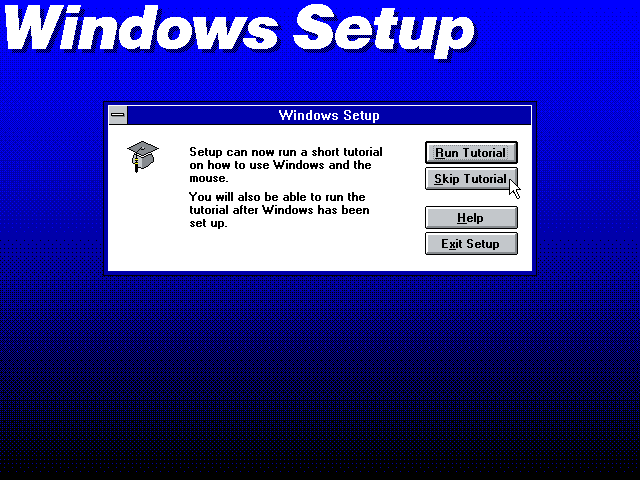 Windows Setup
Windows Setup
Setup can now run a short tutorial
on how to use Windows and the
mouse.
You will also be able to run the
tutorial after Windows has been
set up.
Run Tutorial
Skip Tutorial
Help
Exit Setup